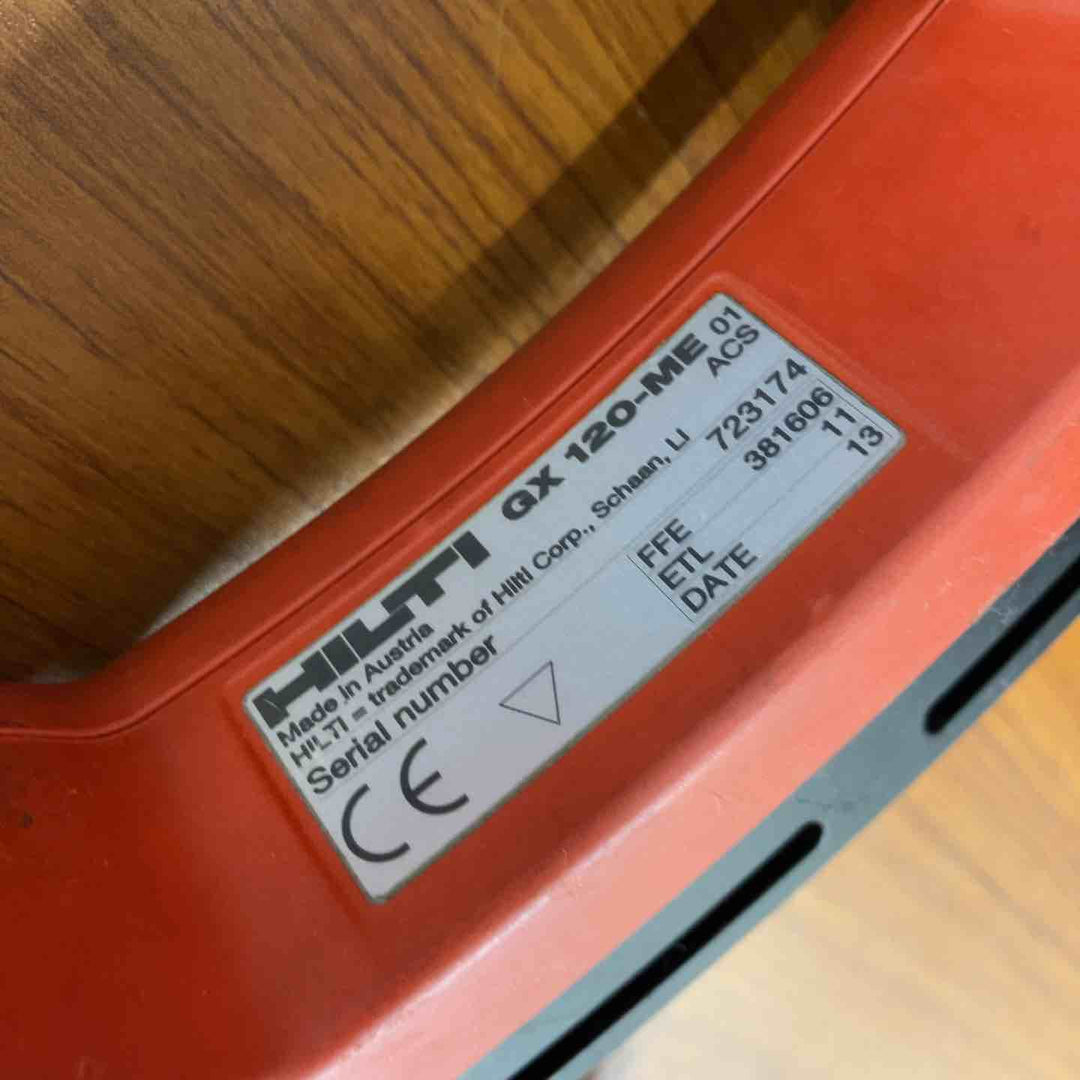 HILTI GX 120-ME 01
Made in Austria ACS
HILTI = trademark of Hilti Corp., Schaan, LI
Serial number 723174
FFE 381606
ETL 11
DATE 13
CE